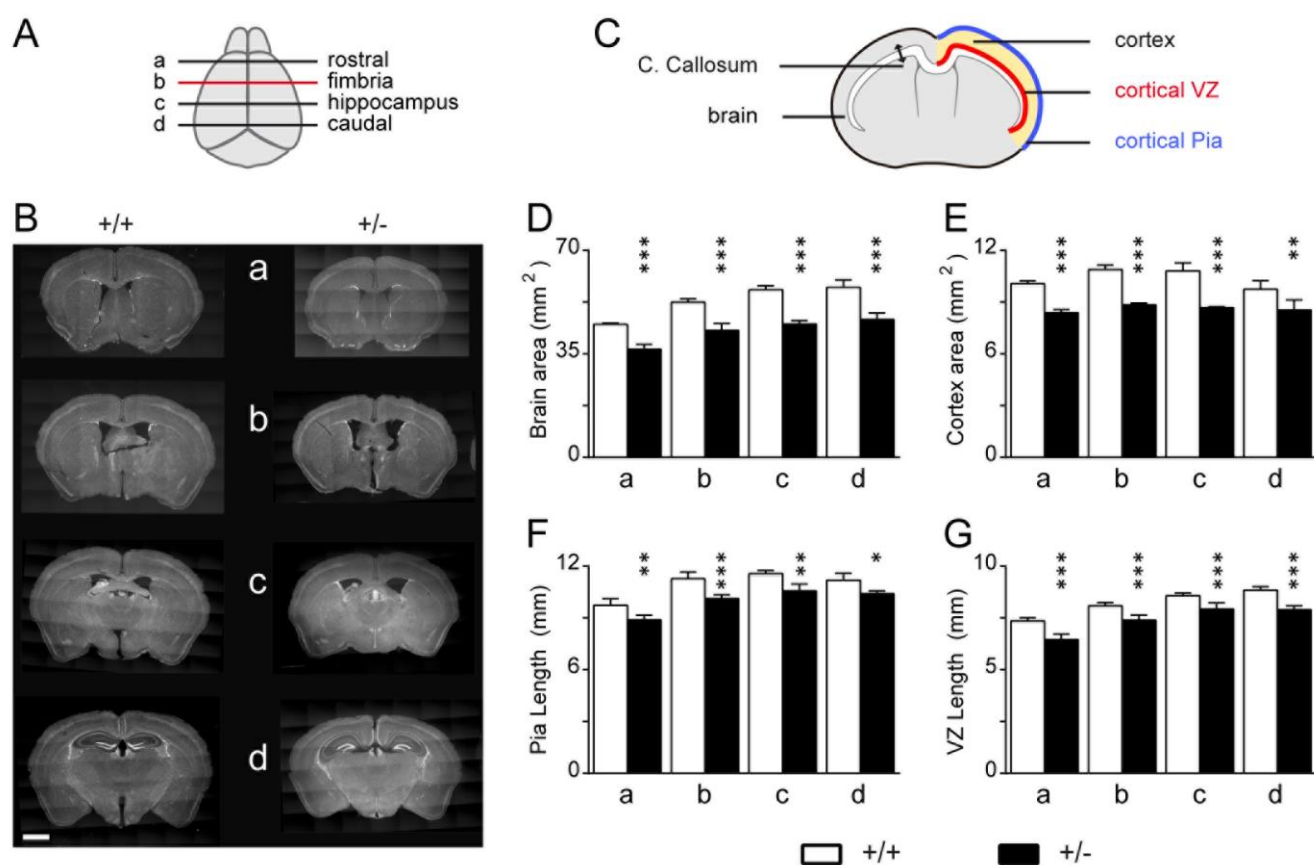 A
a rostral
b fimbria
c hippocampus
d caudal
C
C. Callosum
brain
cortex
cortical VZ
cortical Pia
B
+/+ +/-
a
b
c
d
D
Brain area (mm²)
70
35
0
*** *** *** ***
a b c d
E
Cortex area (mm²)
12
6
0
*** *** *** **
a b c d
F
Pia Length (mm)
12
6
0
** *** ** *
a b c d
G
VZ Length (mm)
10
5
0
*** *** *** ***
a b c d
+/+ +/-